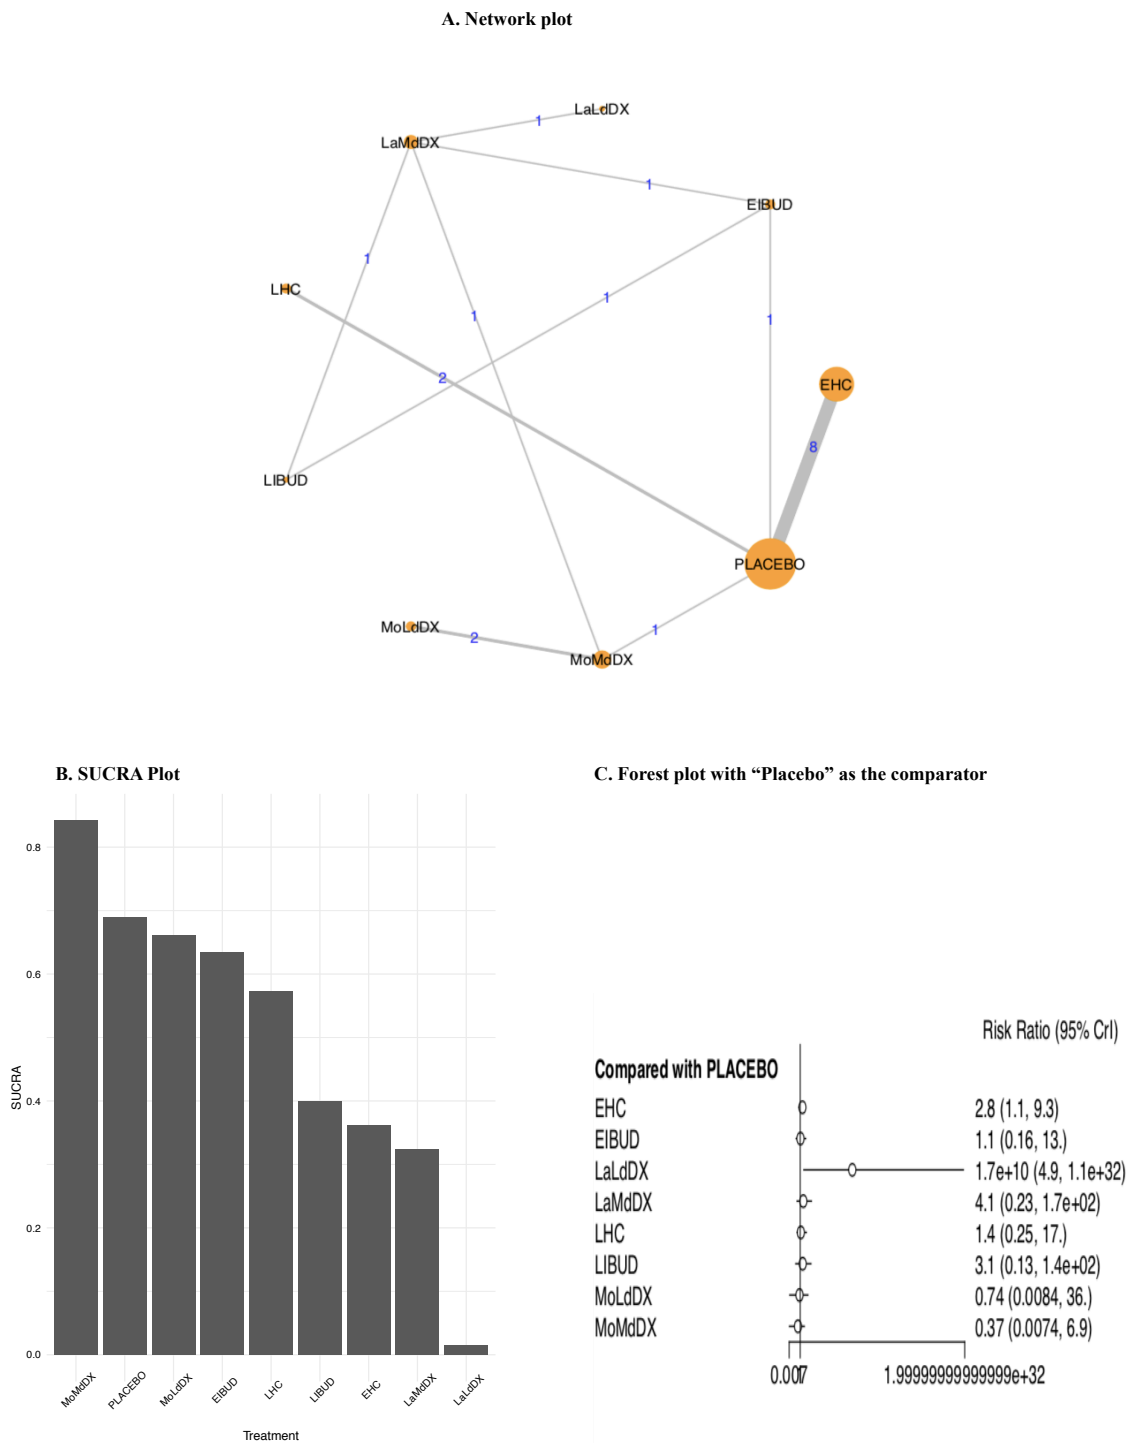 A. Network plot
LaLdDX
1
LaMdDX
1
EIBUD
1
LHC
1
1
1
2
EHC
8
LIBUD
PLACEBO
MoLdDX
2
1
MoMdDX
B. SUCRA Plot
C. Forest plot with “Placebo” as the comparator
0.8
0.6
0.4
0.2
0.0
SUCRA
MoMdDX
PLACEBO
MoLdDX
EIBUD
LHC
LIBUD
EHC
LaMdDX
LaLdDX
Treatment
Risk Ratio (95% CrI)
Compared with PLACEBO
EHC 2.8 (1.1, 9.3)
EIBUD 1.1 (0.16, 13.)
LaLdDX 1.7e+10 (4.9, 1.1e+32)
LaMdDX 4.1 (0.23, 1.7e+02)
LHC 1.4 (0.25, 17.)
LIBUD 3.1 (0.13, 1.4e+02)
MoLdDX 0.74 (0.0084, 36.)
MoMdDX 0.37 (0.0074, 6.9)
1.99999999999999e+32